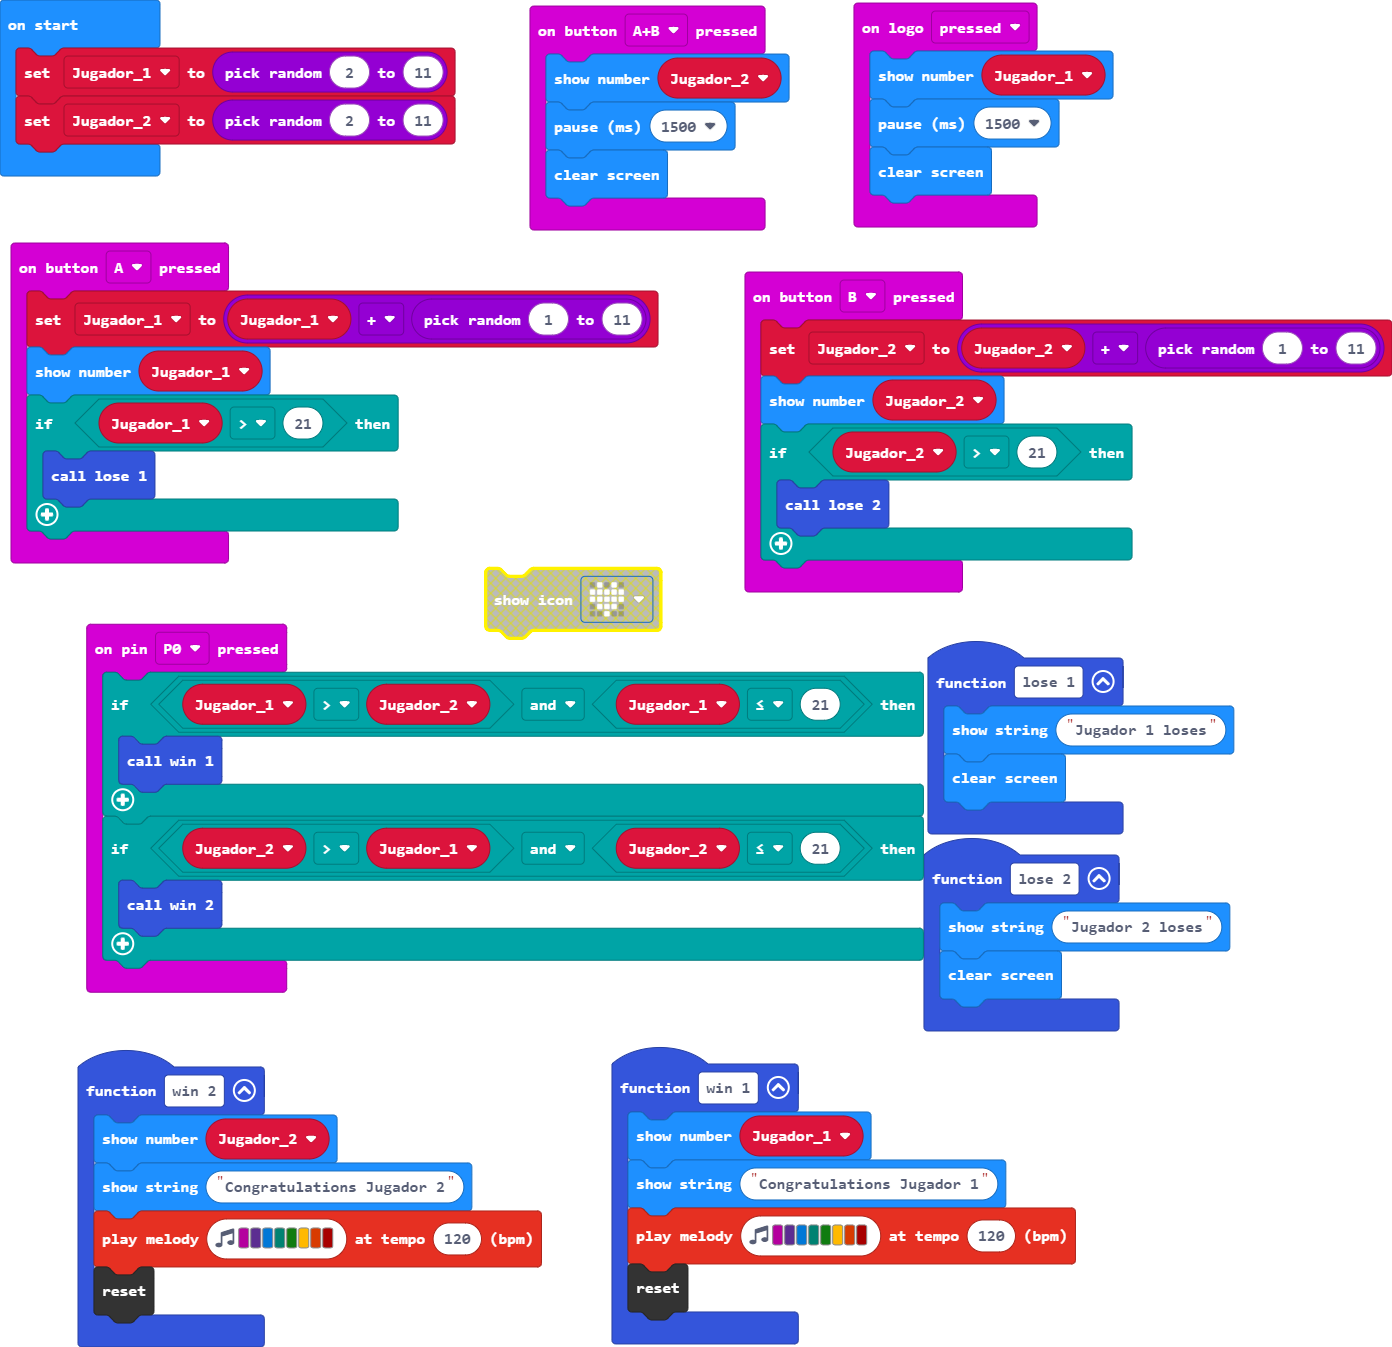 on start
set Jugador_1 to pick random 2 to 11
set Jugador_2 to pick random 2 to 11
on button A+B pressed
show number Jugador_2
pause (ms) 1500
clear screen
on logo pressed
show number Jugador_1
pause (ms) 1500
clear screen
on button A pressed
set Jugador_1 to Jugador_1 + pick random 1 to 11
show number Jugador_1
if Jugador_1 > 21 then
call lose 1
on button B pressed
set Jugador_2 to Jugador_2 + pick random 1 to 11
show number Jugador_2
if Jugador_2 > 21 then
call lose 2
show icon
on pin P0 pressed
if Jugador_1 > Jugador_2 and Jugador_1 ≤ 21 then
call win 1
if Jugador_2 > Jugador_1 and Jugador_2 ≤ 21 then
call win 2
function lose 1
show string "Jugador 1 loses"
clear screen
function lose 2
show string "Jugador 2 loses"
clear screen
function win 2
show number Jugador_2
show string "Congratulations Jugador 2"
play melody at tempo 120 (bpm)
reset
function win 1
show number Jugador_1
show string "Congratulations Jugador 1"
play melody at tempo 120 (bpm)
reset